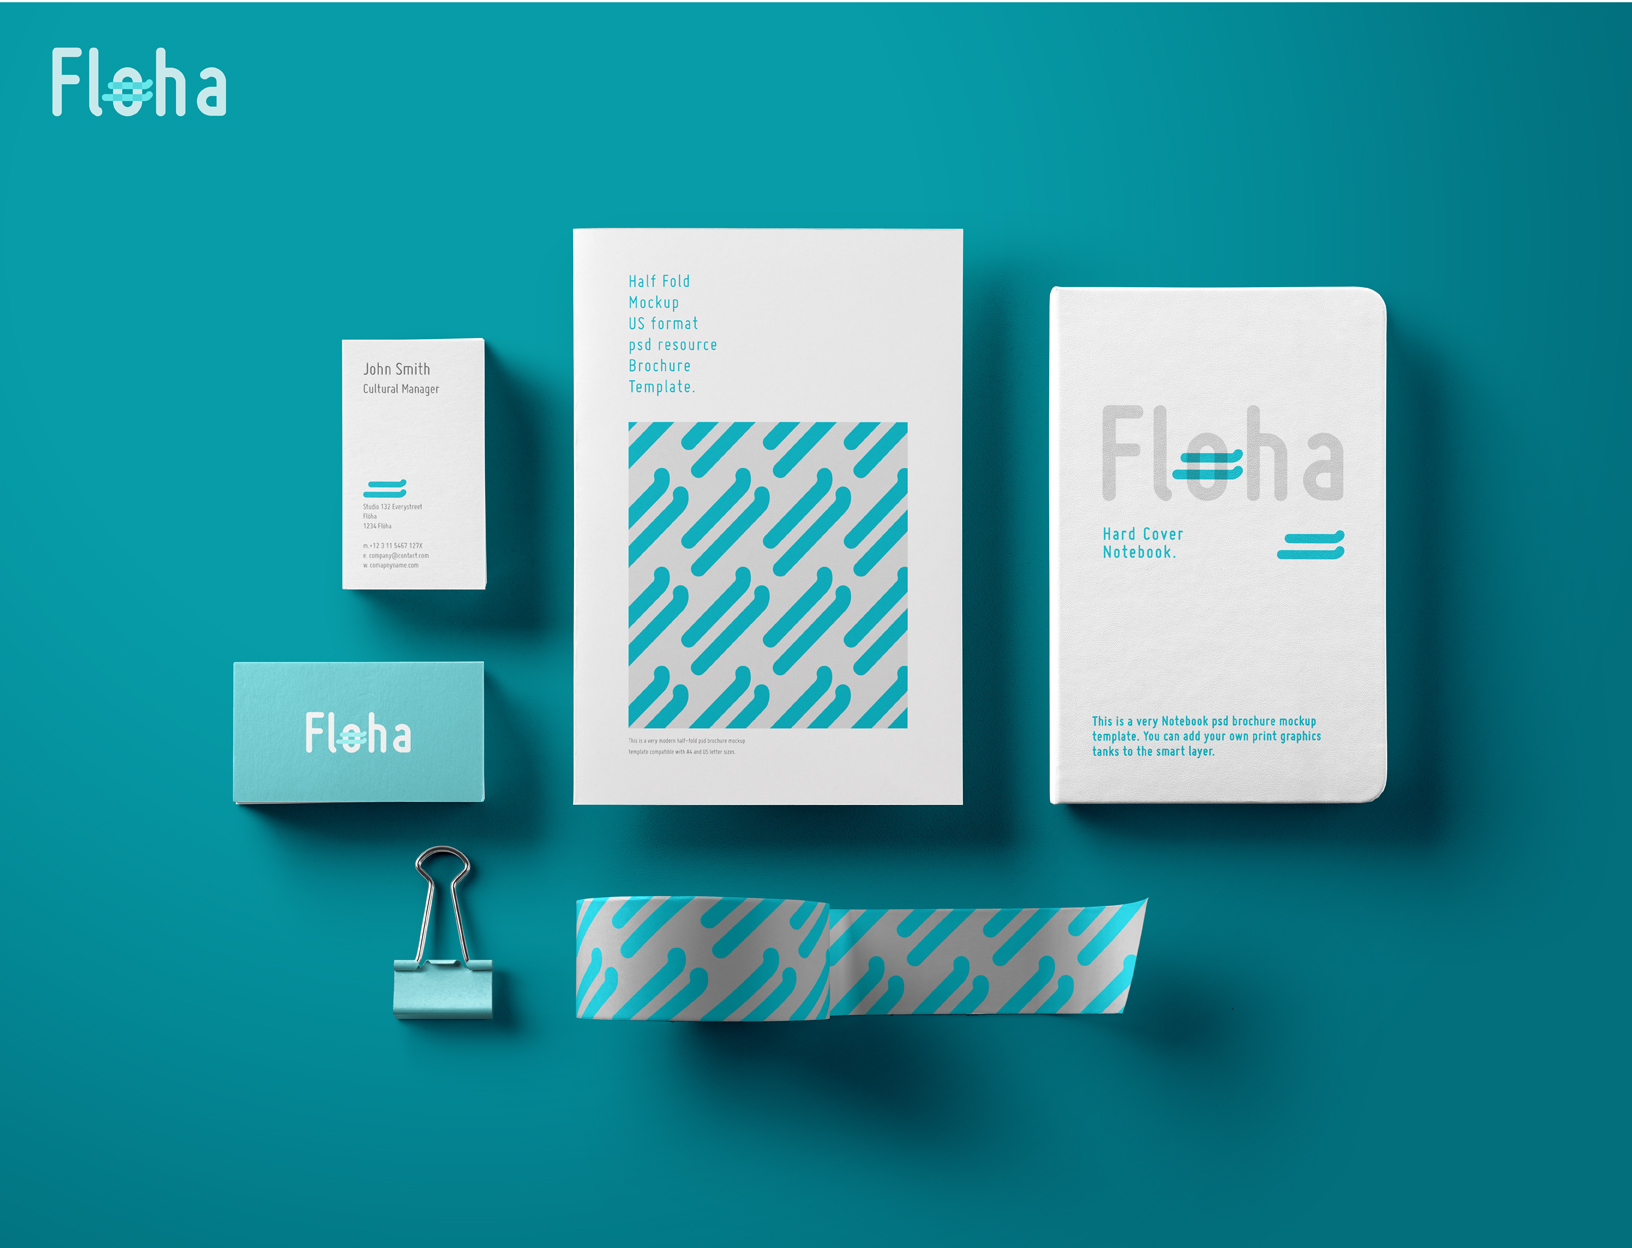 Floha
Half Fold
Mockup
US format
psd resource
Brochure
Template.
This is a very modern half-fold psd brochure mockup
template compatible with A4 and US letter sizes.
John Smith
Cultural Manager
Studio 132 Everystreet
Floha
1234 Floha
m.+12 3 11 5467 127X
e. company@contact.com
w. comapnyname.com
Floha
Floha
Hard Cover
Notebook.
This is a very Notebook psd brochure mockup
template. You can add your own print graphics
tanks to the smart layer.